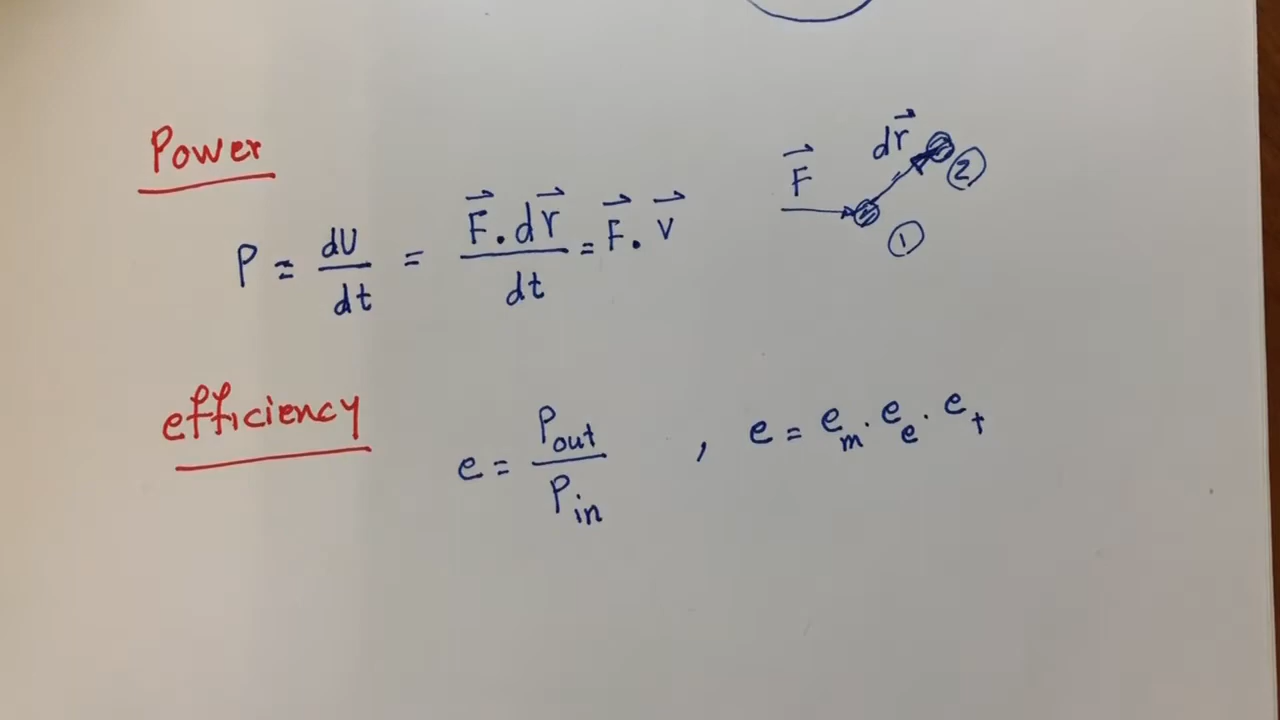 Power
P = dU/dt = F⃗ . dr⃗/dt = F⃗ . v⃗
F⃗ dr⃗ ① ②
efficiency
e = Pout/Pin , e = em . ee . et